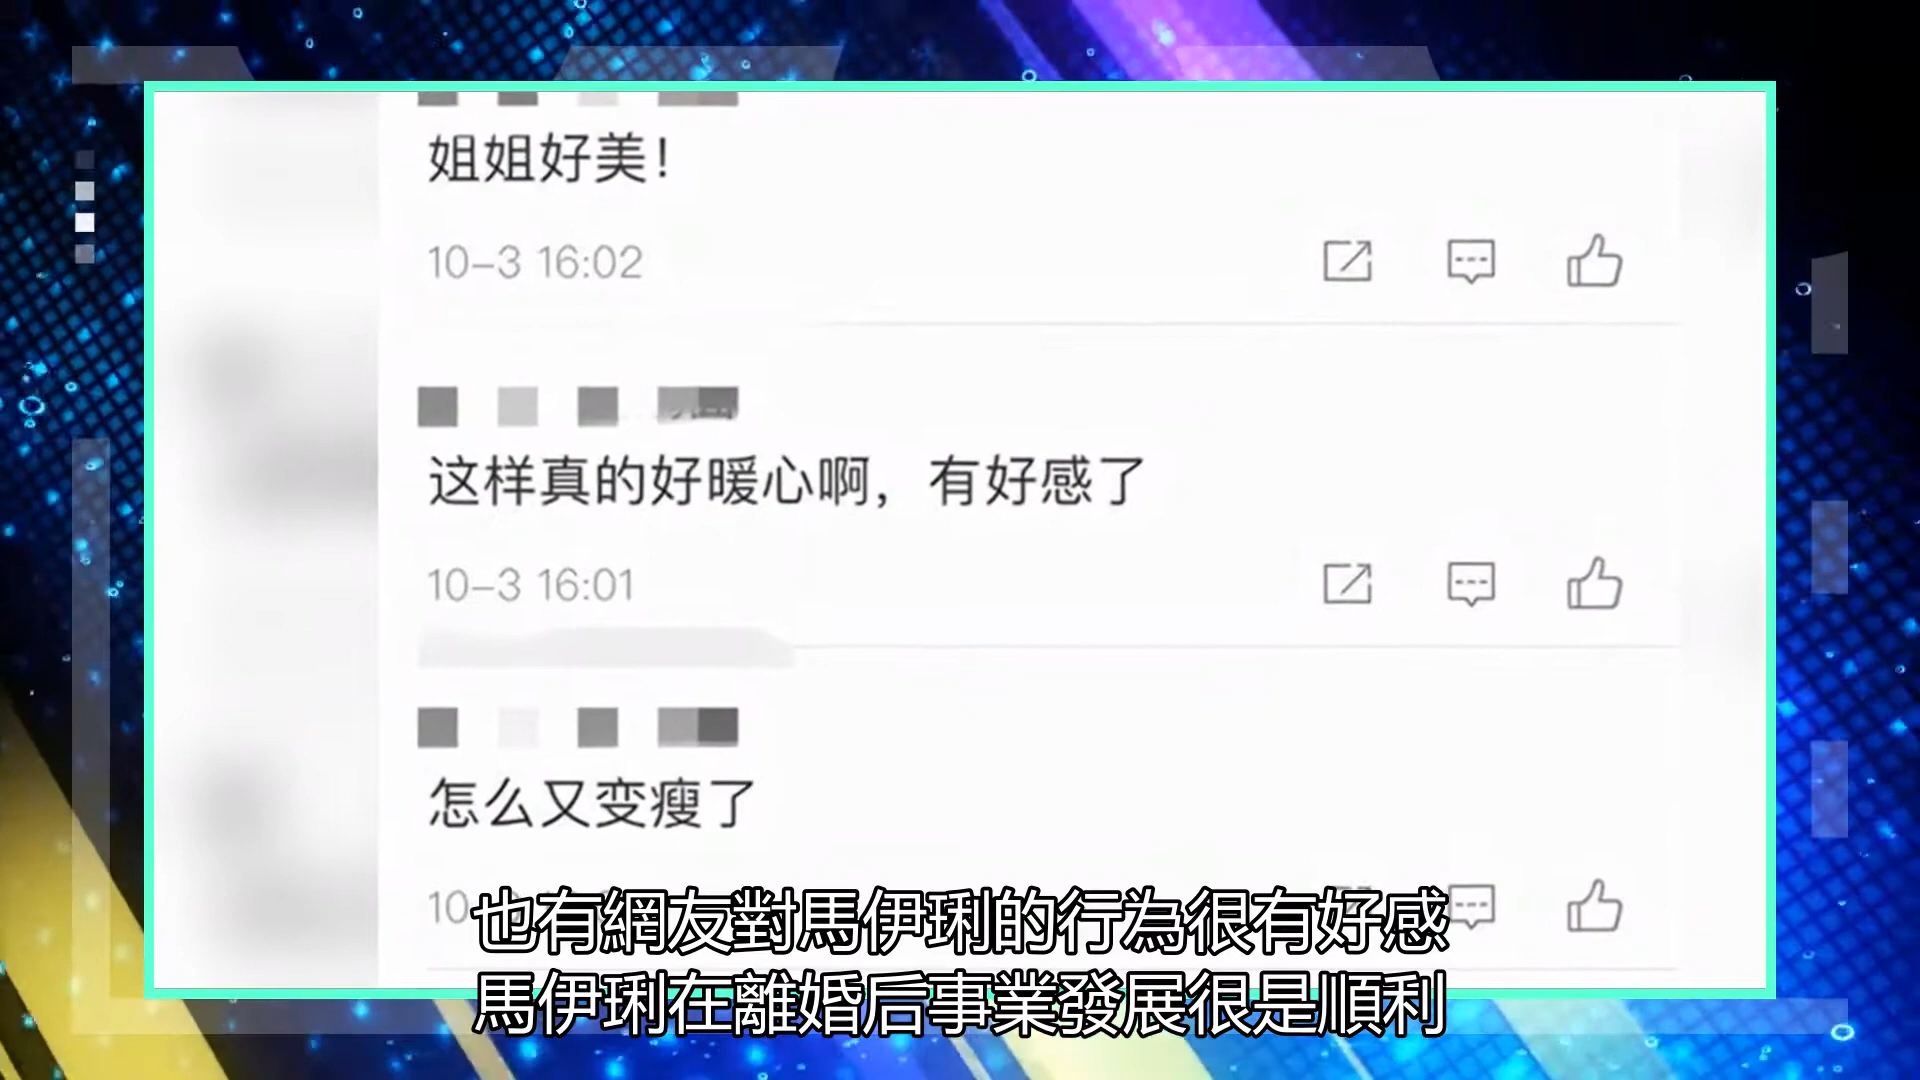 姐姐好美！
10-3 16:02
这样真的好暖心啊，有好感了
10-3 16:01
怎么又变瘦了
10
也有網友對馬伊琍的行為很有好感
馬伊琍在離婚后事業發展很是順利